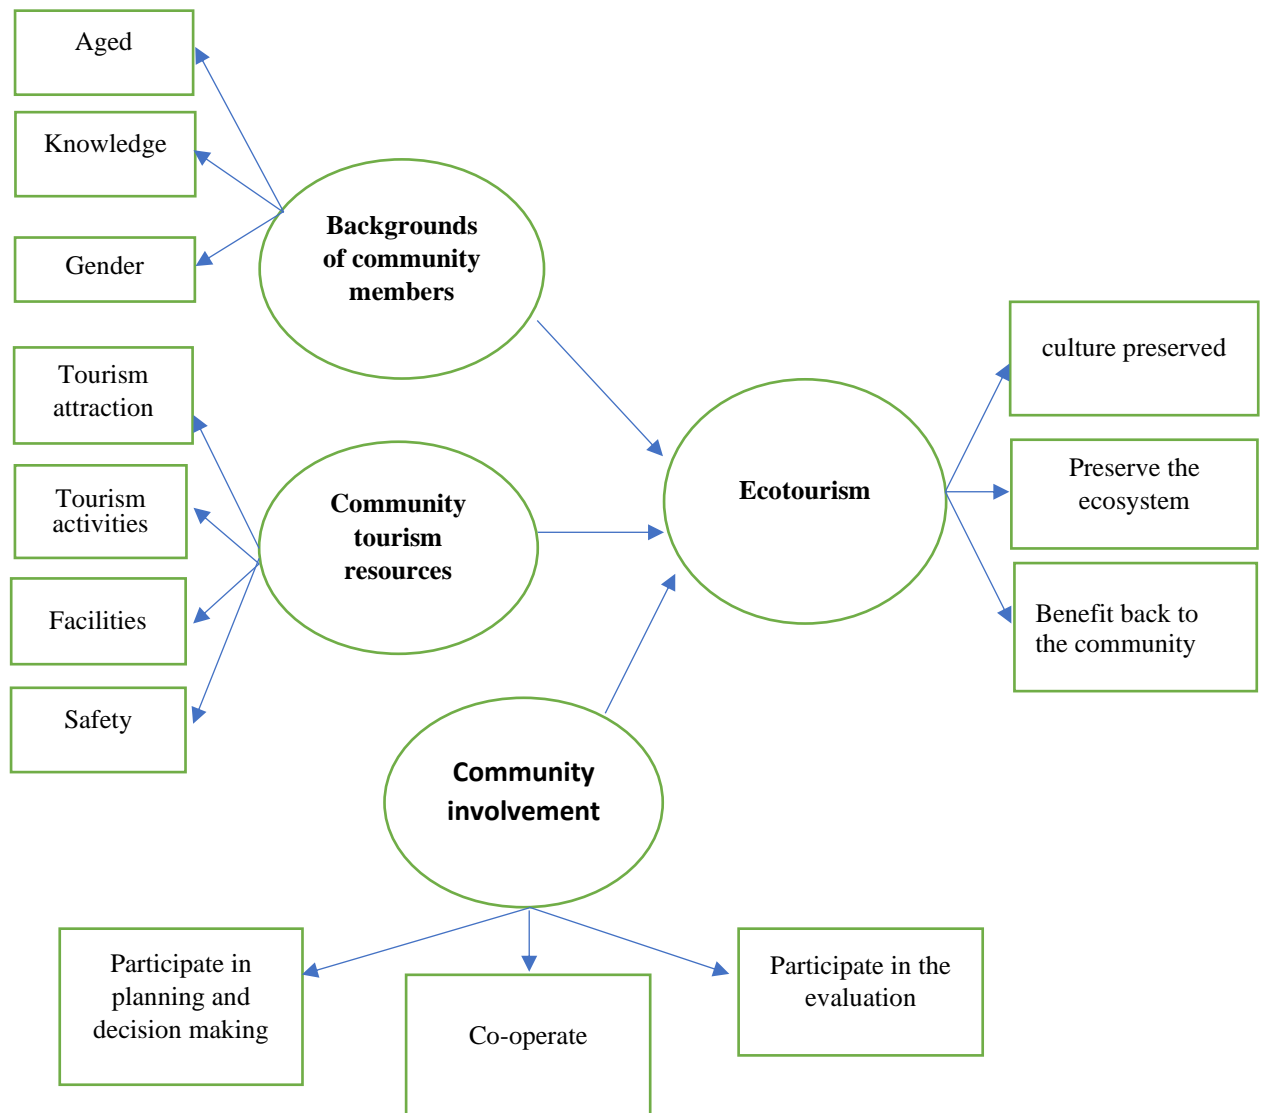 Aged
Knowledge
Gender
Backgrounds
of community
members
Tourism
attraction
Tourism
activities
Facilities
Safety
Community
tourism
resources
Ecotourism
culture preserved
Preserve the
ecosystem
Benefit back to
the community
Community
involvement
Participate in
planning and
decision making
Co-operate
Participate in the
evaluation